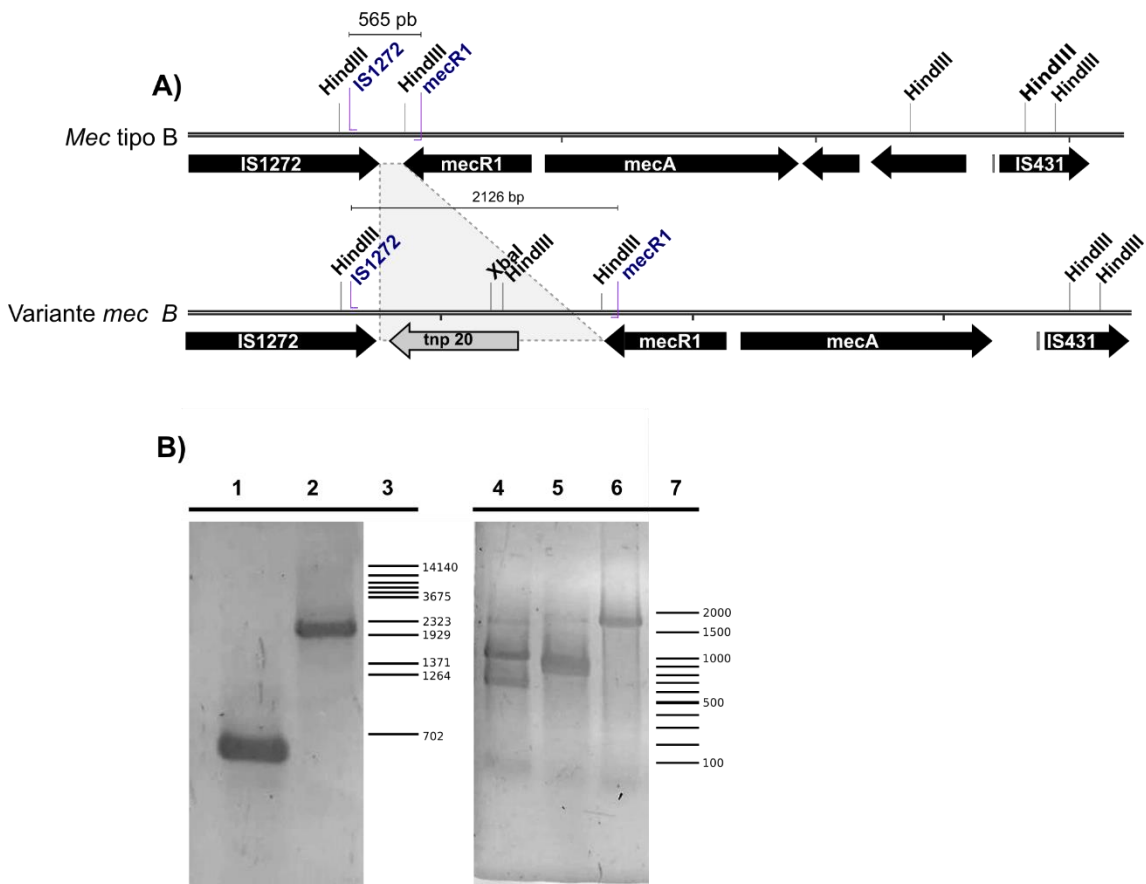 565 pb
A)
HindIII
IS1272
HindIII
mecR1
HindIII
HindIII
HindIII
Mec tipo B
IS1272
mecR1
mecA
IS431
2126 bp
HindIII
IS1272
XbaI
HindIII
HindIII
mecR1
HindIII
HindIII
Variante mec B
IS1272
tnp 20
mecR1
mecA
IS431
B)
1 2 3 4 5 6 7
14140
3675
2323
1929
1371
1264
702
2000
1500
1000
500
100